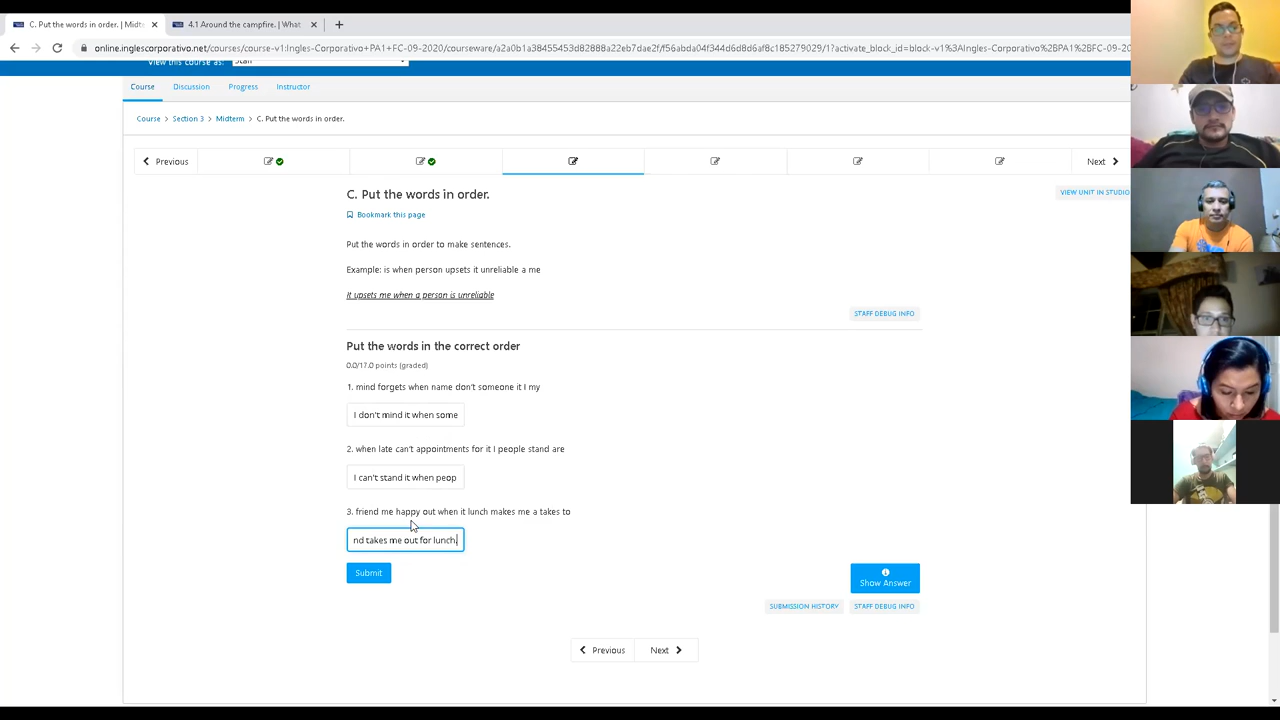 C. Put the words in order. | Midt
4.1 Around the campfire. | What
online.inglescorporativo.net/courses/course-v1:Ingles-Corporativo+PA1+FC-09-2020/courseware/a2a0b1a38455453d82888a22eb7dae2f/f56abda04f344d6d8d6af8c185279029/1?activate_block_id=block-v1%3AIngles-Corporativo%2BPA1%2BFC-09-20
View this course as: Staff
Course Discussion Progress Instructor
Course > Section 3 > Midterm > C. Put the words in order.
Previous Next
C. Put the words in order.
VIEW UNIT IN STUDIO
Bookmark this page
Put the words in order to make sentences.
Example: is when person upsets it unreliable a me
It upsets me when a person is unreliable
STAFF DEBUG INFO
Put the words in the correct order
0.0/17.0 points (graded)
1. mind forgets when name don't someone it I my
I don't mind it when some
2. when late can't appointments for it I people stand are
I can't stand it when peop
3. friend me happy out when it lunch makes me a takes to
nd takes me out for lunch.
Submit
Show Answer
SUBMISSION HISTORY STAFF DEBUG INFO
Previous Next